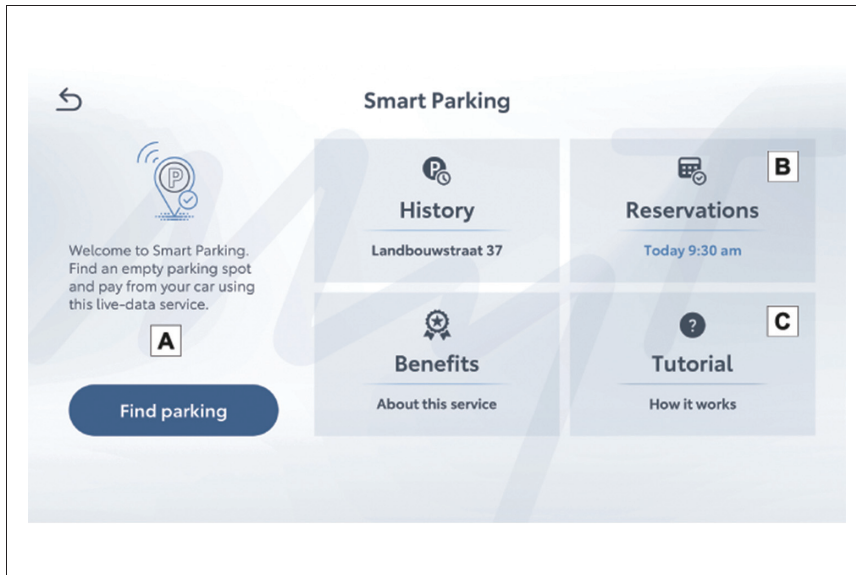 Smart Parking
P
Welcome to Smart Parking.
Find an empty parking spot
and pay from your car using
this live-data service.
A
Find parking
P
History
Landbouwstraat 37
B
Reservations
Today 9:30 am
Benefits
About this service
?
C
Tutorial
How it works